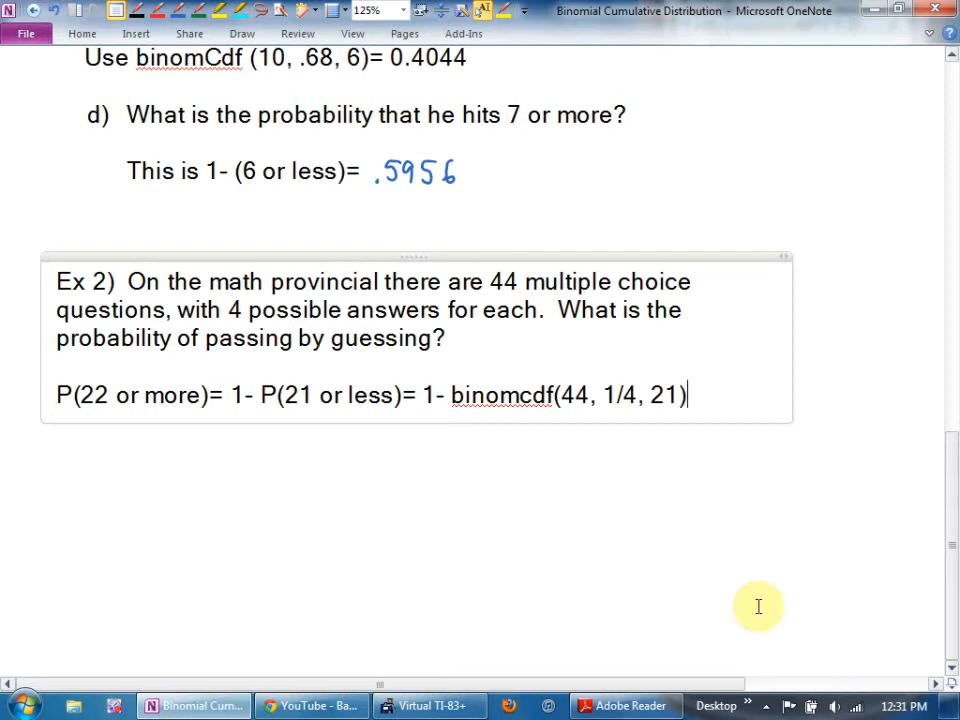 125%
Binomial Cumulative Distribution - Microsoft OneNote
File Home Insert Share Draw Review View Pages Add-Ins
Use binomCdf (10, .68, 6)= 0.4044
d) What is the probability that he hits 7 or more?
This is 1- (6 or less)= .5956
Ex 2) On the math provincial there are 44 multiple choice
questions, with 4 possible answers for each. What is the
probability of passing by guessing?
P(22 or more)= 1- P(21 or less)= 1- binomcdf(44, 1/4, 21)
Binomial Cum... YouTube - Ba... Virtual TI-83+ Adobe Reader Desktop » 12:31 PM